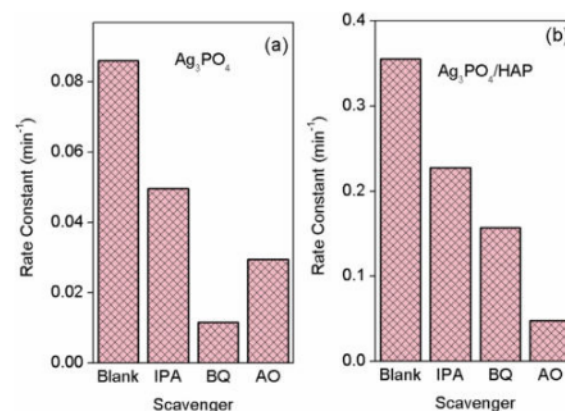 (a)
Ag₃PO₄
Rate Constant (min⁻¹)
0.08
0.06
0.04
0.02
0.00
Blank IPA BQ AO
Scavenger
(b)
Ag₃PO₄/HAP
Rate Constant (min⁻¹)
0.4
0.3
0.2
0.1
0.0
Blank IPA BQ AO
Scavenger